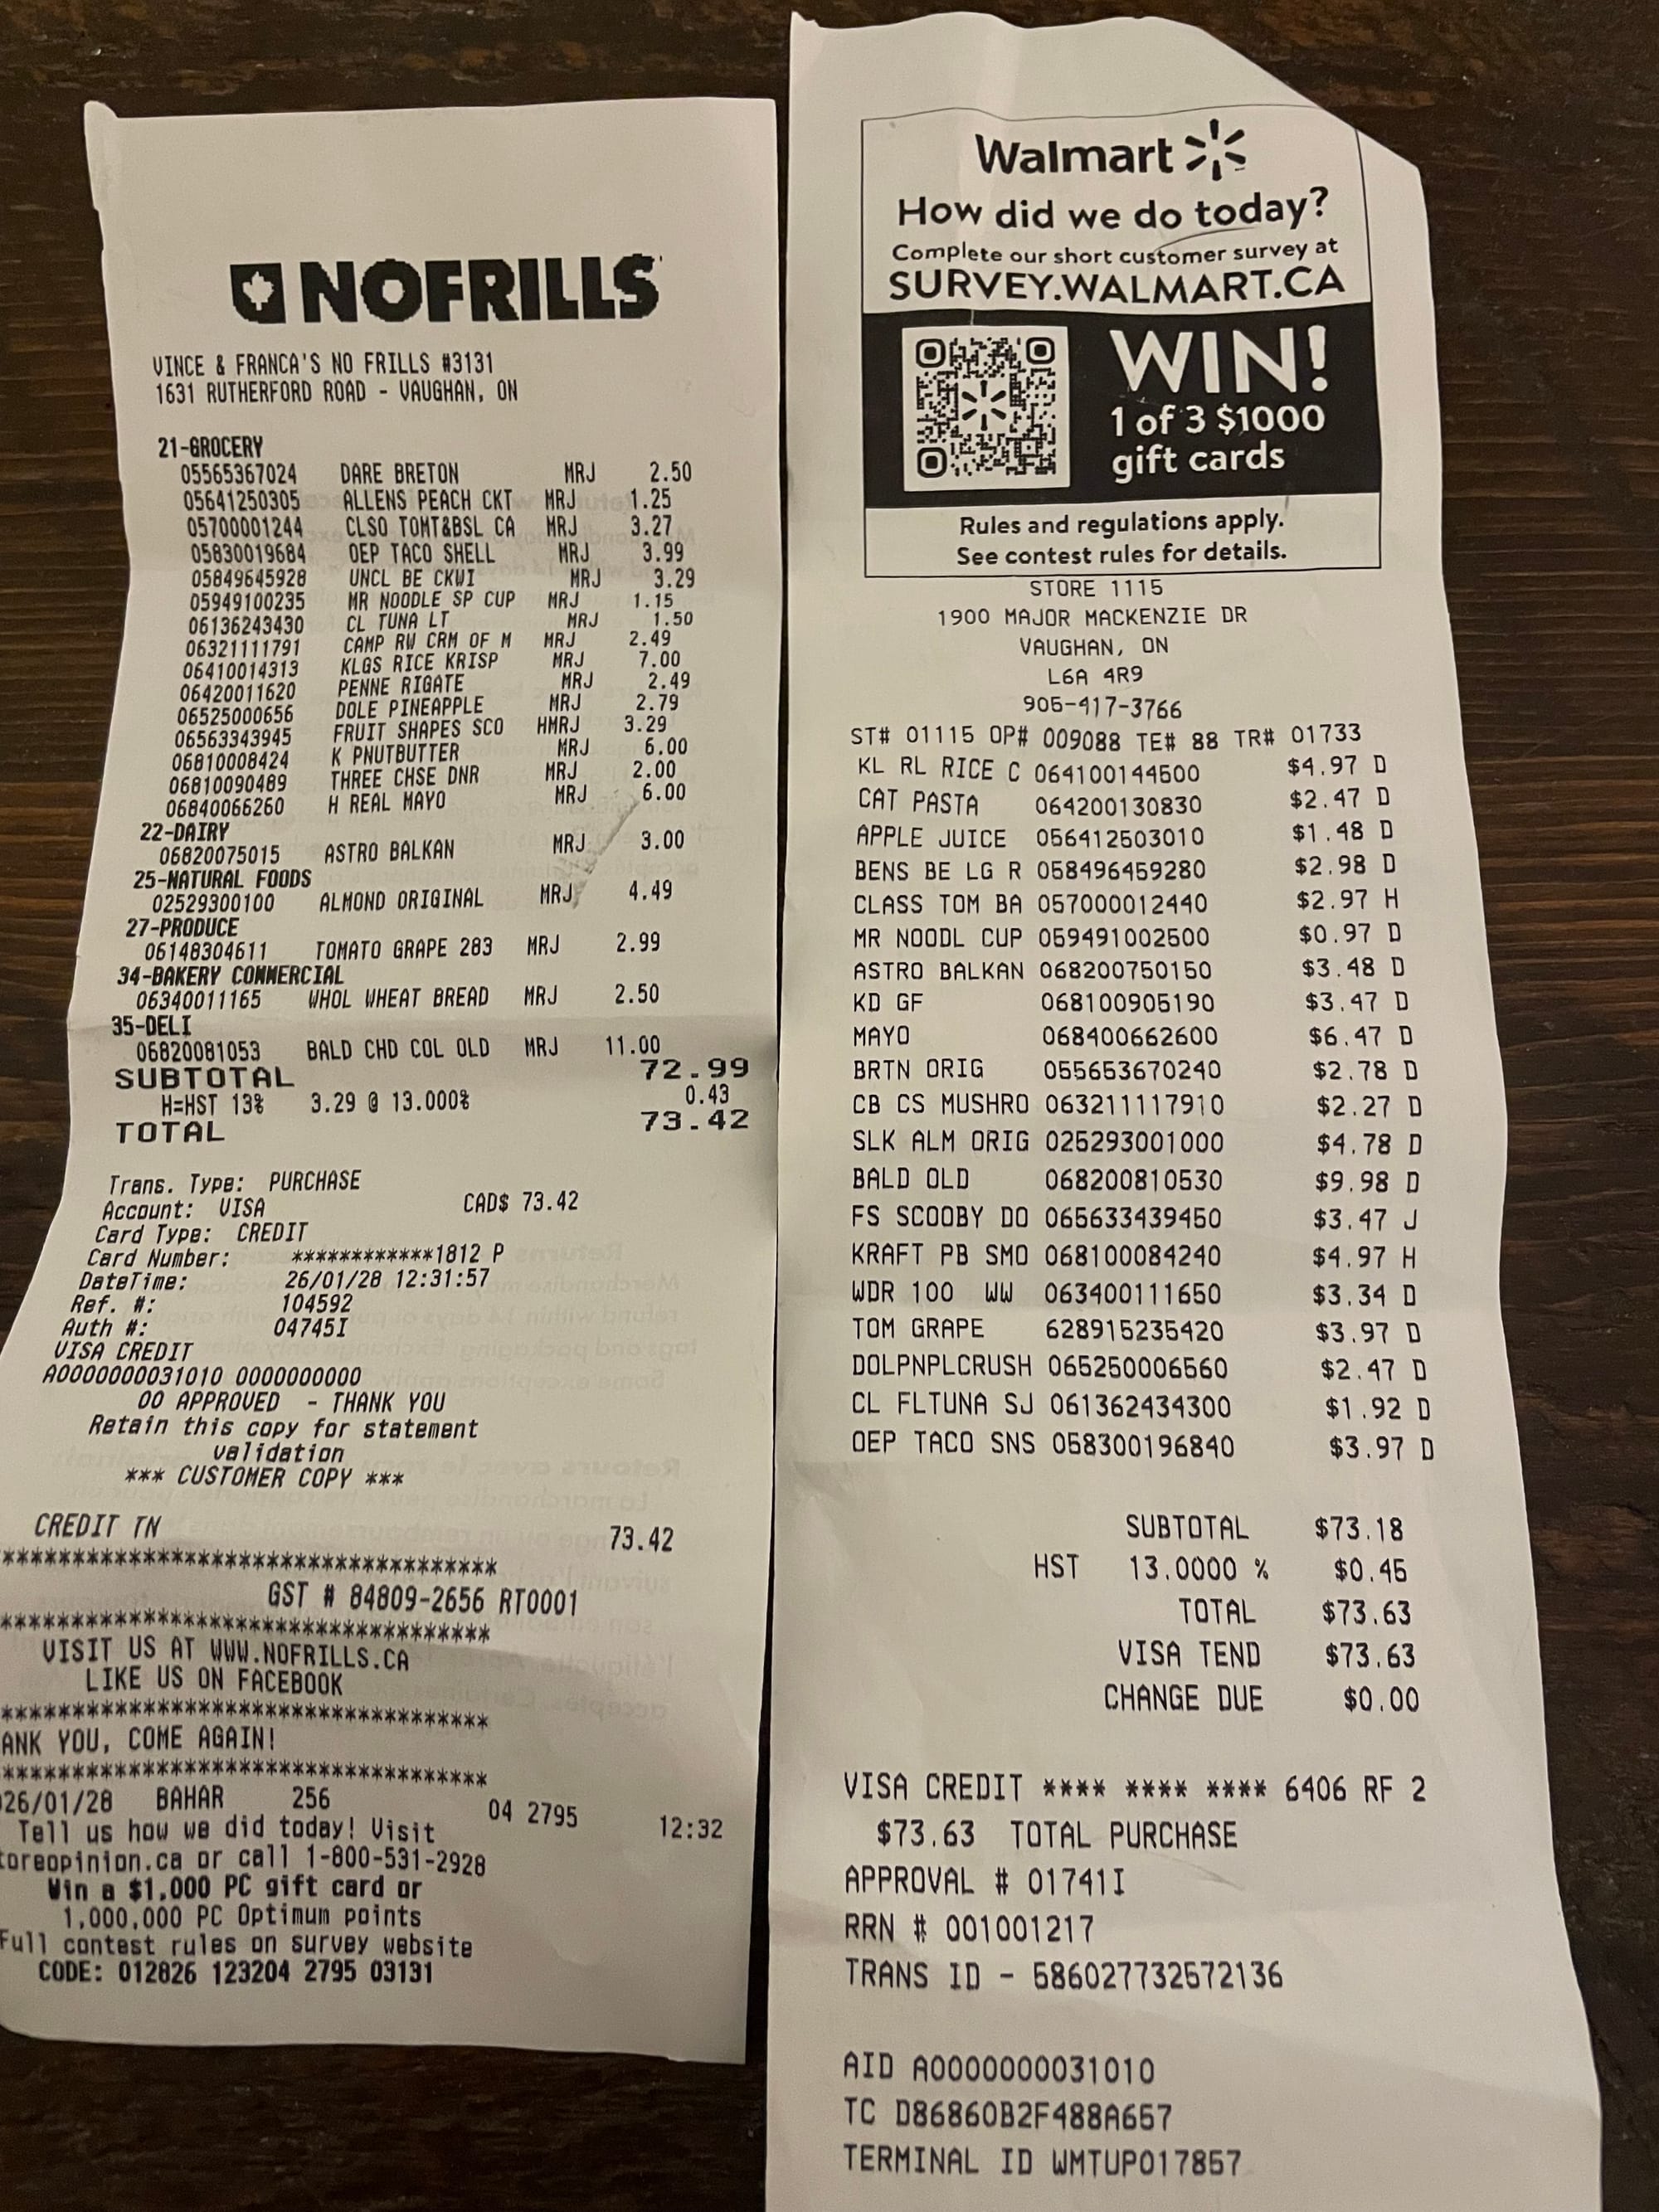 NOFRILLS
VINCE & FRANCA'S NO FRILLS #3131
1631 RUTHERFORD ROAD - VAUGHAN, ON
21-GROCERY
05565367024 DARE BRETON MRJ 2.50
05641250305 ALLENS PEACH CKT MRJ 1.25
05700001244 CLSO TOMT&BSL CA MRJ 3.27
05830019684 OEP TACO SHELL MRJ 3.99
05849645928 UNCL BE CKWI MRJ 3.29
05949100235 MR NOODLE SP CUP MRJ 1.15
06136243430 CL TUNA LT MRJ 1.50
06321111791 CAMP RW CRM OF M MRJ 2.49
06410014313 KLGS RICE KRISP MRJ 7.00
06420011620 PENNE RIGATE MRJ 2.49
06525000656 DOLE PINEAPPLE MRJ 2.79
06563343945 FRUIT SHAPES SCO HMRJ 3.29
06810008424 K PNUTBUTTER MRJ 6.00
06810090489 THREE CHSE DNR MRJ 2.00
06840066260 H REAL MAYO MRJ 6.00
22-DAIRY
06820075015 ASTRO BALKAN MRJ 3.00
25-NATURAL FOODS
02529300100 ALMOND ORIGINAL MRJ 4.49
27-PRODUCE
06148304611 TOMATO GRAPE 283 MRJ 2.99
34-BAKERY COMMERCIAL
06340011165 WHOL WHEAT BREAD MRJ 2.50
35-DELI
06820081053 BALD CHD COL OLD MRJ 11.00
SUBTOTAL 72.99
H=HST 13% 3.29 @ 13.000% 0.43
TOTAL 73.42
Trans. Type: PURCHASE
Account: VISA CAD$ 73.42
Card Type: CREDIT
Card Number: ************1812 P
DateTime: 26/01/28 12:31:57
Ref. #: 104592
Auth #: 04745I
VISA CREDIT
A0000000031010 0000000000
00 APPROVED - THANK YOU
Retain this copy for statement
validation
*** CUSTOMER COPY ***
CREDIT TN 73.42
************************************
GST # 84809-2656 RT0001
************************************
VISIT US AT WWW.NOFRILLS.CA
LIKE US ON FACEBOOK
************************************
ANK YOU, COME AGAIN!
************************************
26/01/28 BAHAR 256 04 2795 12:32
Tell us how we did today! Visit
toreopinion.ca or call 1-800-531-2928
Win a $1,000 PC gift card or
1,000,000 PC Optimum points
Full contest rules on survey website
CODE: 012826 123204 2795 03131
Walmart
How did we do today?
Complete our short customer survey at
SURVEY.WALMART.CA
WIN!
1 of 3 $1000
gift cards
Rules and regulations apply.
See contest rules for details.
STORE 1115
1900 MAJOR MACKENZIE DR
VAUGHAN, ON
L6A 4R9
905-417-3766
ST# 01115 OP# 009088 TE# 88 TR# 01733
KL RL RICE C 064100144500 $4.97 D
CAT PASTA 064200130830 $2.47 D
APPLE JUICE 056412503010 $1.48 D
BENS BE LG R 058496459280 $2.98 D
CLASS TOM BA 057000012440 $2.97 H
MR NOODL CUP 059491002500 $0.97 D
ASTRO BALKAN 068200750150 $3.48 D
KD GF 068100905190 $3.47 D
MAYO 068400662600 $6.47 D
BRTN ORIG 055653670240 $2.78 D
CB CS MUSHRO 063211117910 $2.27 D
SLK ALM ORIG 025293001000 $4.78 D
BALD OLD 068200810530 $9.98 D
FS SCOOBY DO 065633439450 $3.47 J
KRAFT PB SMO 068100084240 $4.97 H
WDR 100 WW 063400111650 $3.34 D
TOM GRAPE 628915235420 $3.97 D
DOLPNPLCRUSH 065250006560 $2.47 D
CL FLTUNA SJ 061362434300 $1.92 D
OEP TACO SNS 058300196840 $3.97 D
SUBTOTAL $73.18
HST 13.0000 % $0.45
TOTAL $73.63
VISA TEND $73.63
CHANGE DUE $0.00
VISA CREDIT **** **** **** 6406 RF 2
$73.63 TOTAL PURCHASE
APPROVAL # 01741I
RRN # 001001217
TRANS ID - 586027732572136
AID A0000000031010
TC D86860B2F488A657
TERMINAL ID WMTUP017857